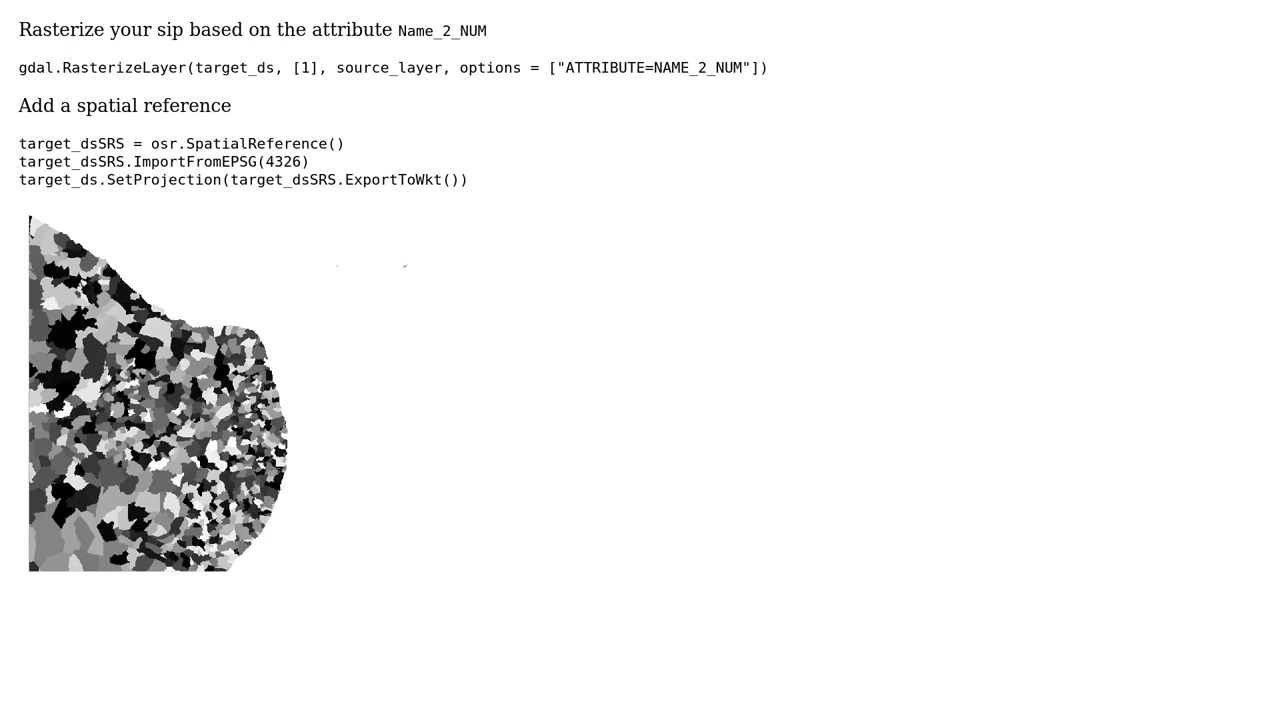 Rasterize your sip based on the attribute Name_2_NUM
gdal.RasterizeLayer(target_ds, [1], source_layer, options = ["ATTRIBUTE=NAME_2_NUM"])
Add a spatial reference
target_dsSRS = osr.SpatialReference()
target_dsSRS.ImportFromEPSG(4326)
target_ds.SetProjection(target_dsSRS.ExportToWkt())